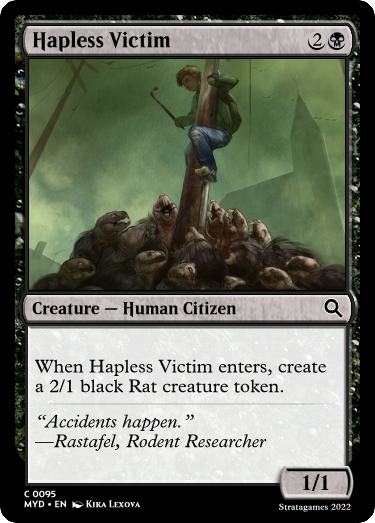 Hapless Victim 2
Creature — Human Citizen
When Hapless Victim enters, create
a 2/1 black Rat creature token.
“Accidents happen.”
—Rastafel, Rodent Researcher
1/1
C 0095
MYD • EN Kika Lexova
Stratagames 2022